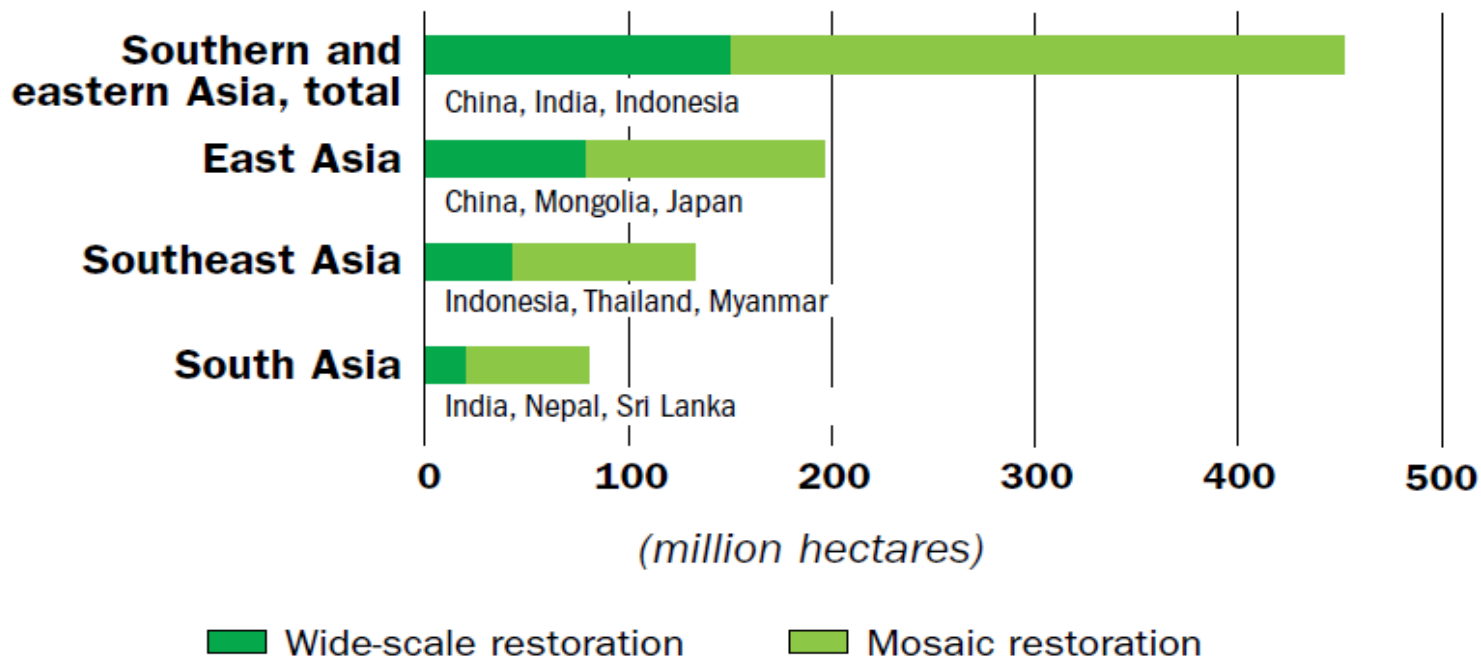 Southern and
eastern Asia, total
China, India, Indonesia
East Asia
China, Mongolia, Japan
Southeast Asia
Indonesia, Thailand, Myanmar
South Asia
India, Nepal, Sri Lanka
0 100 200 300 400 500
(million hectares)
Wide-scale restoration Mosaic restoration